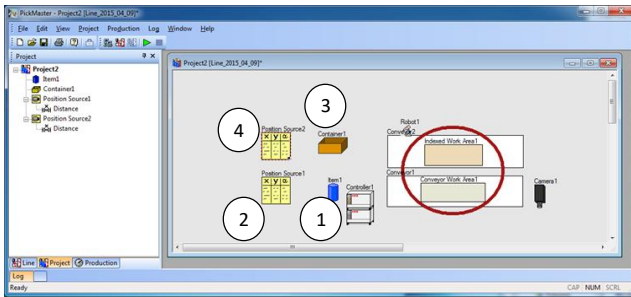 PickMaster - Project2 [Line_2015_04_09]*
File Edit View Project Production Log Window Help
Project
Project2
Item1
Container1
Position Source1
Distance
Position Source2
Distance
Project2 [Line_2015_04_09]*
3
4
Robot1
Position Source2
Container1
Conveyor2
x y α
Indexed Work Area1
Position Source1
Item1
Conveyor1
Conveyor Work Area1
Camera1
x y α
Controller1
2
1
Line Project Production
Log
Ready
CAP NUM SCRL